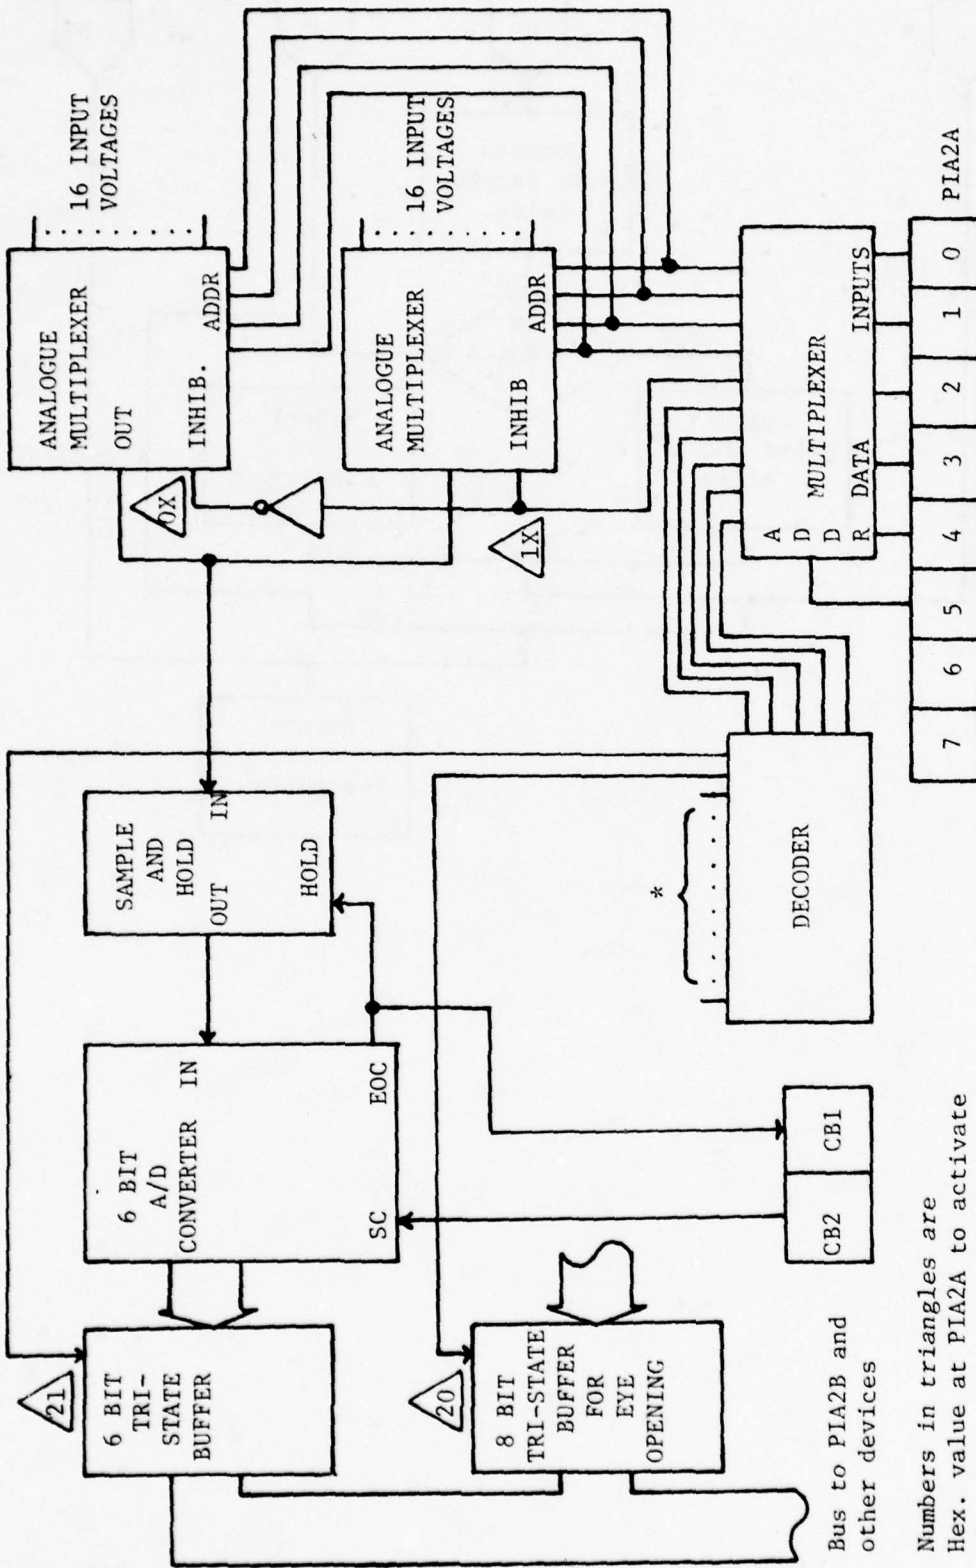 21
6 BIT
TRI-
STATE
BUFFER
6 BIT
A/D
CONVERTER IN
SC EOC
SAMPLE
AND
HOLD
OUT IN
HOLD
ANALOGUE
MULTIPLEXER
OUT
INHIB. ADDR
0X
16 INPUT
VOLTAGES
20
8 BIT
TRI-STATE
BUFFER
FOR
EYE
OPENING
ANALOGUE
MULTIPLEXER
INHIB ADDR
1X
16 INPUT
VOLTAGES
CB2 CB1
*
DECODER
MULTIPLEXER
ADDR
DATA INPUTS
7 6 5 4 3 2 1 0 PIA2A
Bus to PIA2B and
other devices
Numbers in triangles are
Hex. value at PIA2A to activate